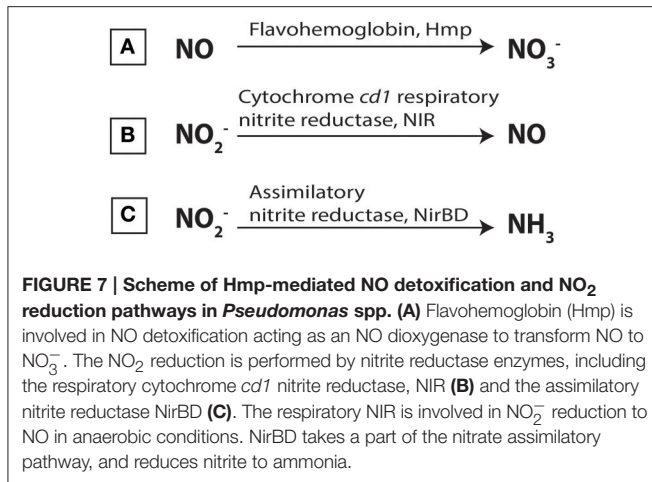 A NO Flavohemoglobin, Hmp NO₃⁻
Cytochrome cd1 respiratory
B NO₂⁻ nitrite reductase, NIR NO
Assimilatory
C NO₂⁻ nitrite reductase, NirBD NH₃
FIGURE 7 | Scheme of Hmp-mediated NO detoxification and NO₂
reduction pathways in Pseudomonas spp. (A) Flavohemoglobin (Hmp) is
involved in NO detoxification acting as an NO dioxygenase to transform NO to
NO₃⁻. The NO₂ reduction is performed by nitrite reductase enzymes, including
the respiratory cytochrome cd1 nitrite reductase, NIR (B) and the assimilatory
nitrite reductase NirBD (C). The respiratory NIR is involved in NO₂⁻ reduction to
NO in anaerobic conditions. NirBD takes a part of the nitrate assimilatory
pathway, and reduces nitrite to ammonia.